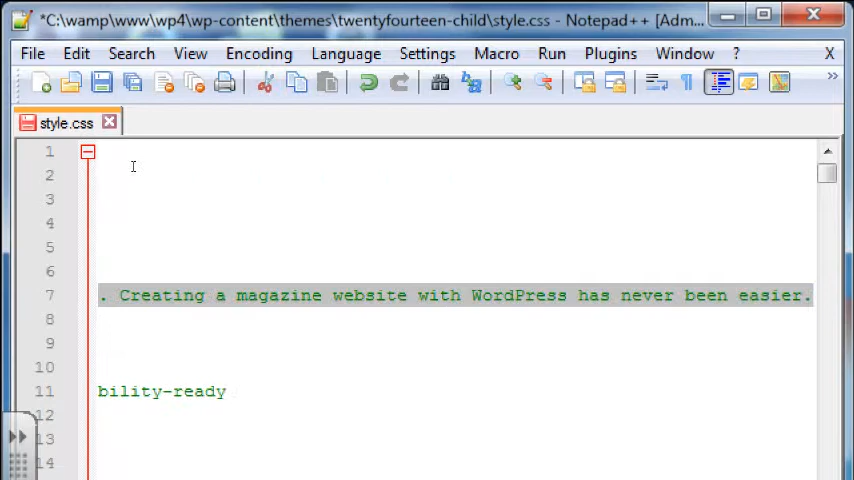 *C:\wamp\www\wp4\wp-content\themes\twentyfourteen-child\style.css - Notepad++ [Adm...
File Edit Search View Encoding Language Settings Macro Run Plugins Window ? X
style.css
1
2
3
4
5
6
7 . Creating a magazine website with WordPress has never been easier.
8
9
10
11 bility-ready
12
13
14